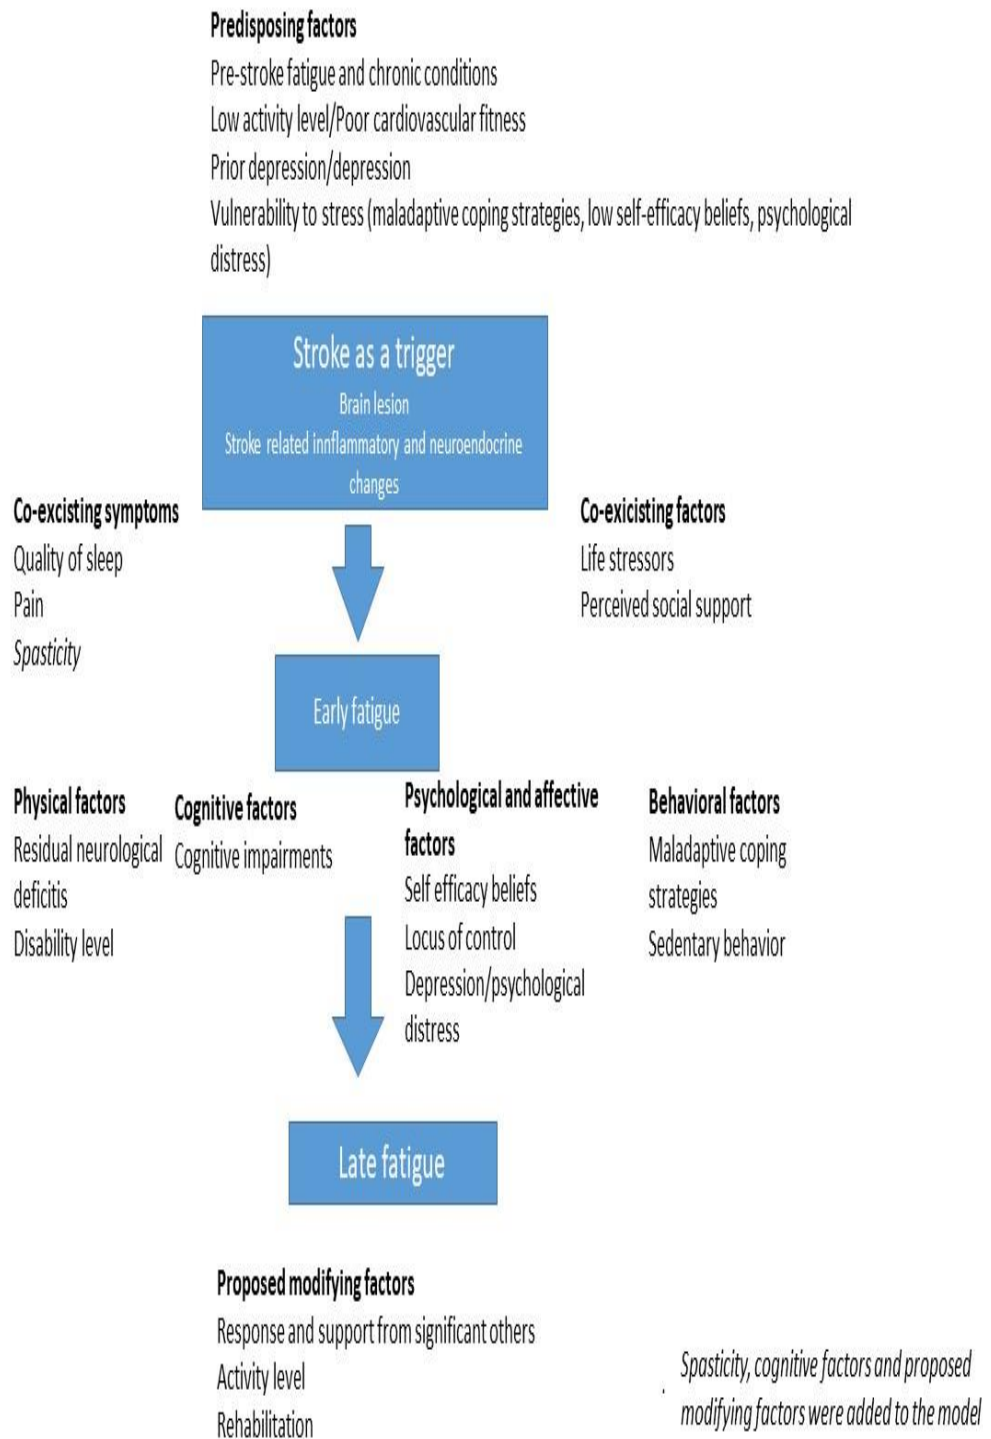 Predisposing factors
Pre-stroke fatigue and chronic conditions
Low activity level/Poor cardiovascular fitness
Prior depression/depression
Vulnerability to stress (maladaptive coping strategies, low self-efficacy beliefs, psychological
distress)
Stroke as a trigger
Brain lesion
Stroke related innflammatory and neuroendocrine
changes
Co-excisting symptoms
Quality of sleep
Pain
Spasticity
Co-exicisting factors
Life stressors
Perceived social support
Early fatigue
Physical factors
Residual neurological
deficitis
Disability level
Cognitive factors
Cognitive impairments
Psychological and affective
factors
Self efficacy beliefs
Locus of control
Depression/psychological
distress
Behavioral factors
Maladaptive coping
strategies
Sedentary behavior
Late fatigue
Proposed modifying factors
Response and support from significant others
Activity level
Rehabilitation
. Spasticity, cognitive factors and proposed
modifying factors were added to the model